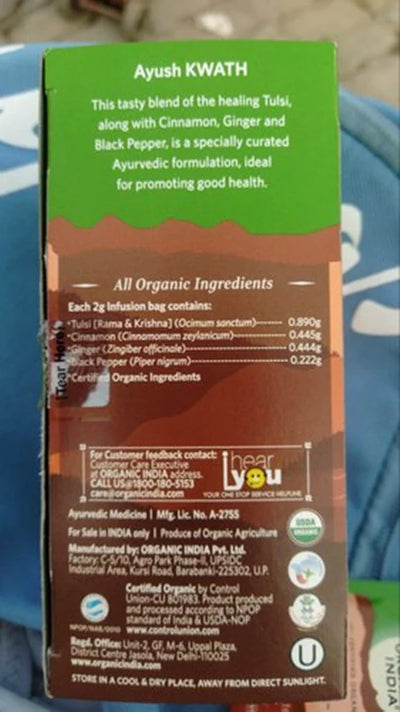 Ayush KWATH
This tasty blend of the healing Tulsi,
along with Cinnamon, Ginger and
Black Pepper, is a specially curated
Ayurvedic formulation, ideal
for promoting good health.
All Organic Ingredients
Each 2g Infusion bag contains:
*Tulsi [Rama & Krishna] (Ocimum sanctum)------- 0.890g
*Cinnamon (Cinnamomum zeylanicum)------------- 0.445g
*Ginger (Zingiber officinale)------------------------ 0.444g
*Black Pepper (Piper nigrum)----------------------- 0.222g
*Certified Organic Ingredients
Tear Here
For Customer feedback contact:
Customer Care Executive
at ORGANIC INDIA address.
CALL US@1800-180-5153
care@organicindia.com
I hear
you
YOUR ONE STOP SERVICE HELPLINE
Ayurvedic Medicine | Mfg. Lic. No. A-2755
For Sale in INDIA only | Produce of Organic Agriculture
Manufactured by: ORGANIC INDIA Pvt. Ltd.
Factory: C-5/10, Agro Park Phase-II, UPSIDC
Industrial Area, Kursi Road, Barabanki-225302, U.P.
USDA
ORGANIC
Certified Organic by Control
Union-CU 801983. Product produced
and processed according to NPOP
standard of India & USDA-NOP
www.controlunion.com
Regd. Office: Unit-2, GF, M-6, Uppal Plaza,
District Centre Jasola, New Delhi-110025
www.organicindia.com
U
STORE IN A COOL & DRY PLACE, AWAY FROM DIRECT SUNLIGHT.
INDIA